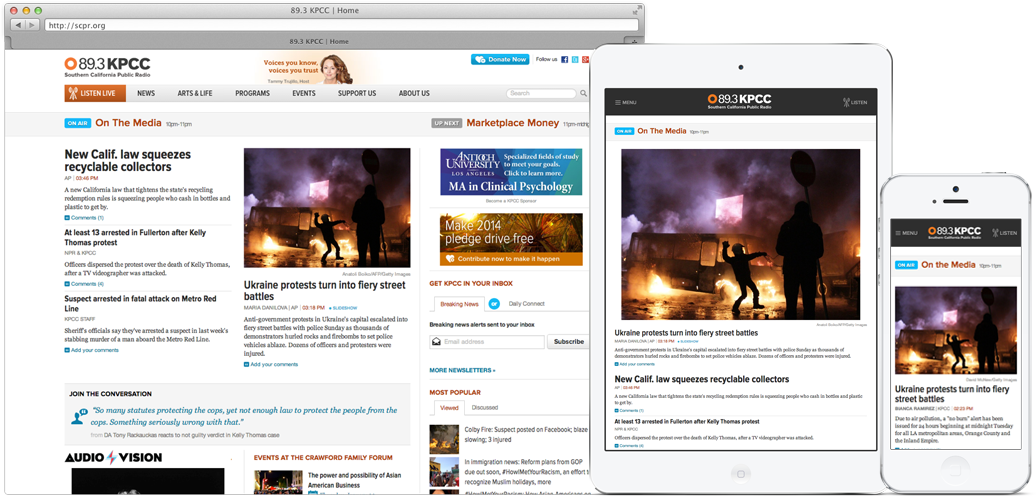 89.3 KPCC | Home
http://scpr.org
89.3 KPCC | Home
89.3 KPCC
Southern California Public Radio
Voices you know,
voices you trust
Tammy Trujillo, Host
Donate Now
Follow us
LISTEN LIVE
NEWS
ARTS & LIFE
PROGRAMS
EVENTS
SUPPORT US
ABOUT US
Search
ON AIR
On The Media
10pm-11pm
UP NEXT
Marketplace Money
11pm-midni
New Calif. law squeezes
recyclable collectors
AP | 03:46 PM
A new California law that tightens the state's recycling
redemption rules is squeezing people who cash in bottles and
plastic to get by.
Comments (1)
At least 13 arrested in Fullerton after Kelly
Thomas protest
NPR & KPCC
Officers dispersed the protest over the death of Kelly Thomas,
after a TV videographer was attacked.
Comments (4)
Suspect arrested in fatal attack on Metro Red
Line
KPCC STAFF
Sheriff's officials say they've arrested a suspect in last week's
stabbing murder of a man aboard the Metro Red Line.
Add your comments
Anatoli Boiko/AFP/Getty Images
Ukraine protests turn into fiery street
battles
MARIA DANILOVA | AP | 03:18 PM
SLIDESHOW
Anti-government protests in Ukraine's capital escalated into fiery
street battles with police Sunday as thousands of
demonstrators hurled rocks and firebombs to set police
vehicles ablaze. Dozens of officers and protesters were
injured.
Add your comments
ANTIOCH
UNIVERSITY
LOS ANGELES
Specialized fields of study
to meet your goals.
Click to learn more.
MA in Clinical Psychology
Become a KPCC Sponsor
Make 2014
pledge drive free
Contribute now to make it happen
GET KPCC IN YOUR INBOX
Breaking News
or
Daily Connect
Breaking news alerts sent to your inbox
Email address
Subscribe
MORE NEWSLETTERS
MOST POPULAR
Viewed
Discussed
Colby Fire: Suspect posted on Facebook; blaze
slowing; 3 injured
In immigration news: Reform plans from GOP
due out soon, #HowIMetYourRacism, an effort t
recognize Muslim holidays, more
JOIN THE CONVERSATION
"So many statutes protecting the cops, yet not enough law to protect the people from the
cops. Something seriously wrong with that."
from DA Tony Rackauckas reacts to not guilty verdict in Kelly Thomas case
AUDIO VISION
EVENTS AT THE CRAWFORD FAMILY FORUM
The power and possibility of Asian
American Business
MENU
89.3 KPCC
Southern California Public Radio
LISTEN
ON AIR
On the Media
10-11pm
Anatoli Boiko/AFP/Getty Images
Ukraine protests turn into fiery street battles
MARIA DANILOVA | AP | 03:18 PM
SLIDESHOW
Anti-government protests in Ukraine's capital escalated into fiery street battles with police Sunday as thousands of
demonstrators hurled rocks and firebombs to set police vehicles ablaze. Dozens of officers and protesters were injured.
Add your comments
New Calif. law squeezes recyclable collectors
AP | 03:46 PM
A new California law that tightens the state's recycling redemption rules is squeezing people who cash in bottles and plastic
to get by.
Comments (1)
At least 13 arrested in Fullerton after Kelly Thomas protest
NPR & KPCC
Officers dispersed the protest over the death of Kelly Thomas, after a TV videographer was attacked.
Comments (4)
MENU
89.3 KPCC
Southern California Public Radio
LISTEN
ON AIR
On the Media
10-11pm
David McNew/Getty Images
Ukraine protests turn into fiery
street battles
BIANCA RAMIREZ | KPCC | 02:23 PM
Due to air pollution, a "no burn" alert has been
issued for 24 hours beginning at midnight Tuesday
for all LA metropolitan areas, Orange County and
the Inland Empire.